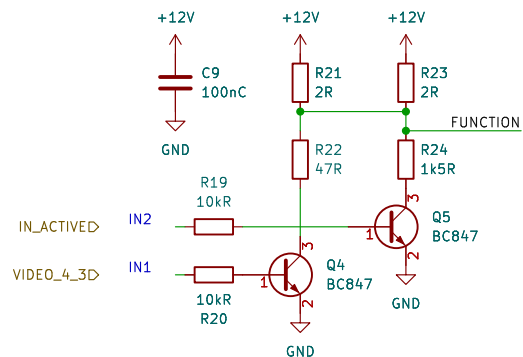 +12V
+12V
+12V
C9
100nC
GND
R21
2R
R23
2R
FUNCTION
R22
47R
R24
1k5R
R19
10kR
IN_ACTIVE
IN2
3
Q5
BC847
1
2
GND
VIDEO_4_3
IN1
3
Q4
BC847
1
2
10kR
R20
GND